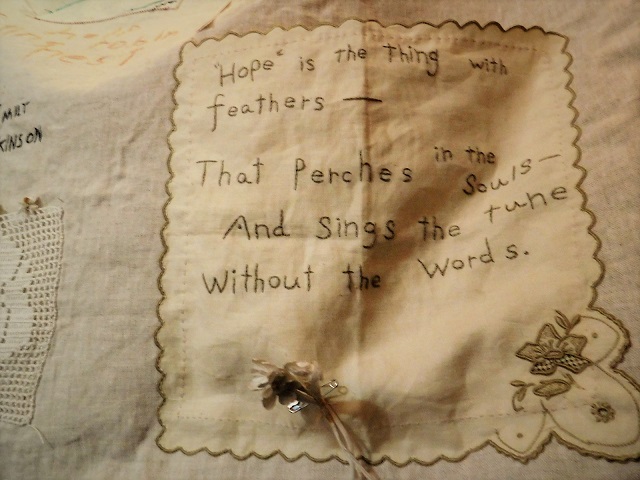 "Hope" is the Thing with
feathers —
That Perches in the
Souls —
And Sings the tune
Without the Words.